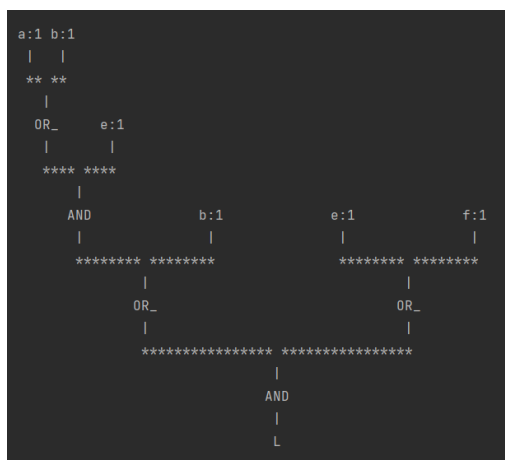 a:1 b:1
|   |
** **
|
OR_     e:1
|       |
**** ****
|
AND             b:1             e:1             f:1
|               |               |               |
******** ********               ******** ********
|                               |
OR_                             OR_
|                               |
**************** ****************
|
AND
|
L